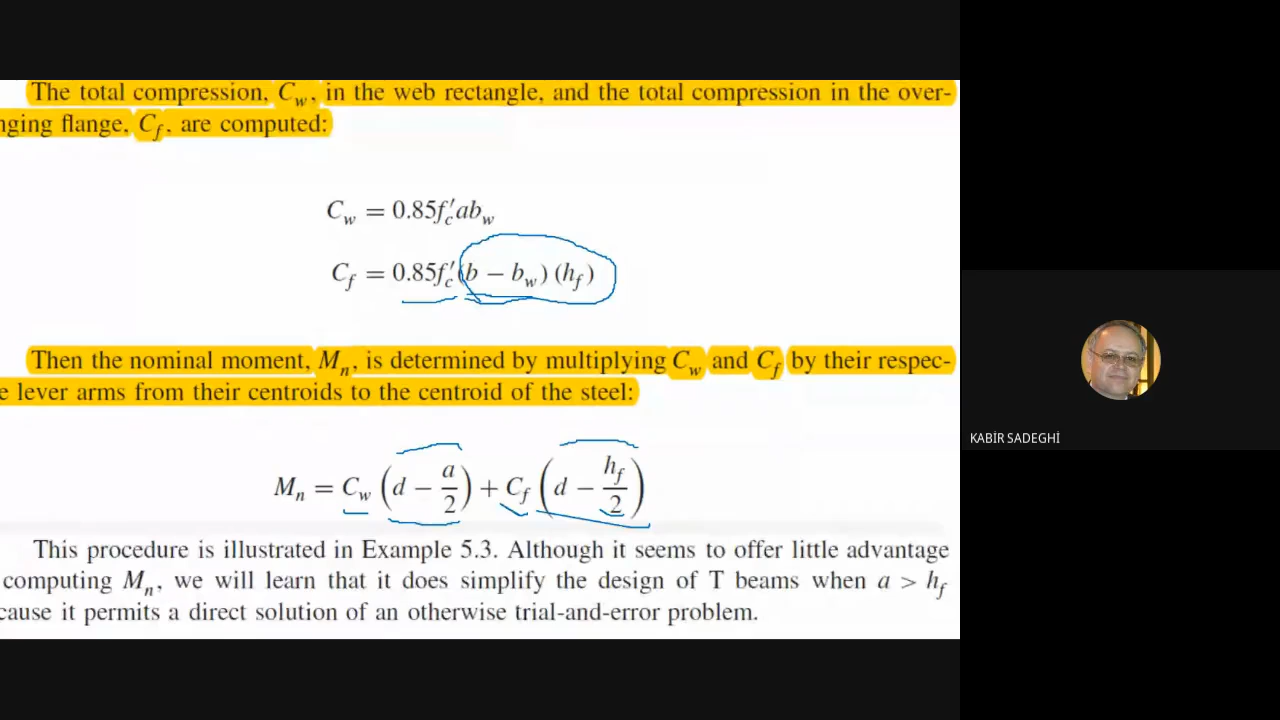 The total compression, C_w, in the web rectangle, and the total compression in the over-
nging flange, C_f, are computed:
C_w = 0.85f'_c ab_w
C_f = 0.85f'_c (b − b_w) (h_f)
Then the nominal moment, M_n, is determined by multiplying C_w and C_f by their respec-
e lever arms from their centroids to the centroid of the steel:
M_n = C_w (d − a/2) + C_f (d − h_f/2)
This procedure is illustrated in Example 5.3. Although it seems to offer little advantage
computing M_n, we will learn that it does simplify the design of T beams when a > h_f
cause it permits a direct solution of an otherwise trial-and-error problem.
KABİR SADEGHİ